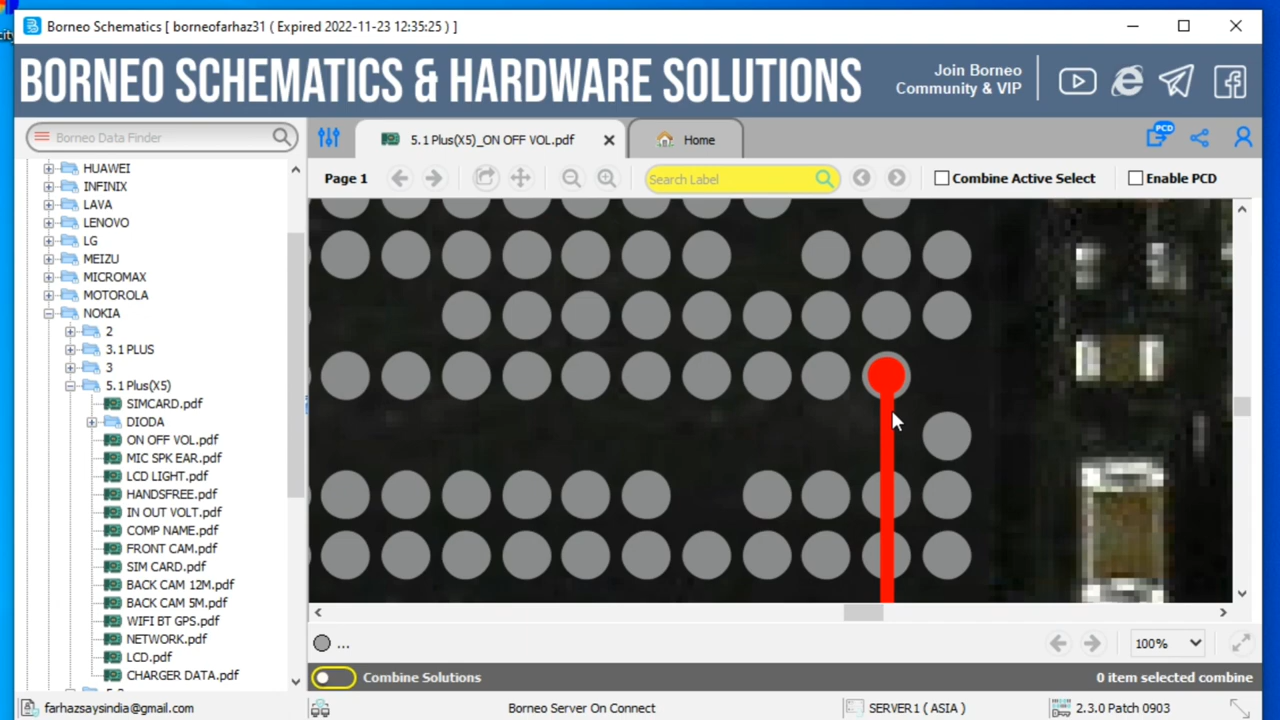 Borneo Schematics [ borneofarhaz31 ( Expired 2022-11-23 12:35:25 ) ]
BORNEO SCHEMATICS & HARDWARE SOLUTIONS
Join Borneo
Community & VIP
Borneo Data Finder
5.1 Plus(X5)_ON OFF VOL.pdf
Home
PCD
Page 1
Search Label
Combine Active Select
Enable PCD
HUAWEI
INFINIX
LAVA
LENOVO
LG
MEIZU
MICROMAX
MOTOROLA
NOKIA
2
3.1 PLUS
3
5.1 Plus(X5)
SIMCARD.pdf
DIODA
ON OFF VOL.pdf
MIC SPK EAR.pdf
LCD LIGHT.pdf
HANDSFREE.pdf
IN OUT VOLT.pdf
COMP NAME.pdf
FRONT CAM.pdf
SIM CARD.pdf
BACK CAM 12M.pdf
BACK CAM 5M.pdf
WIFI BT GPS.pdf
NETWORK.pdf
LCD.pdf
CHARGER DATA.pdf
...
100%
Combine Solutions
0 item selected combine
farhazsaysindia@gmail.com
Borneo Server On Connect
SERVER1 ( ASIA )
2.3.0 Patch 0903